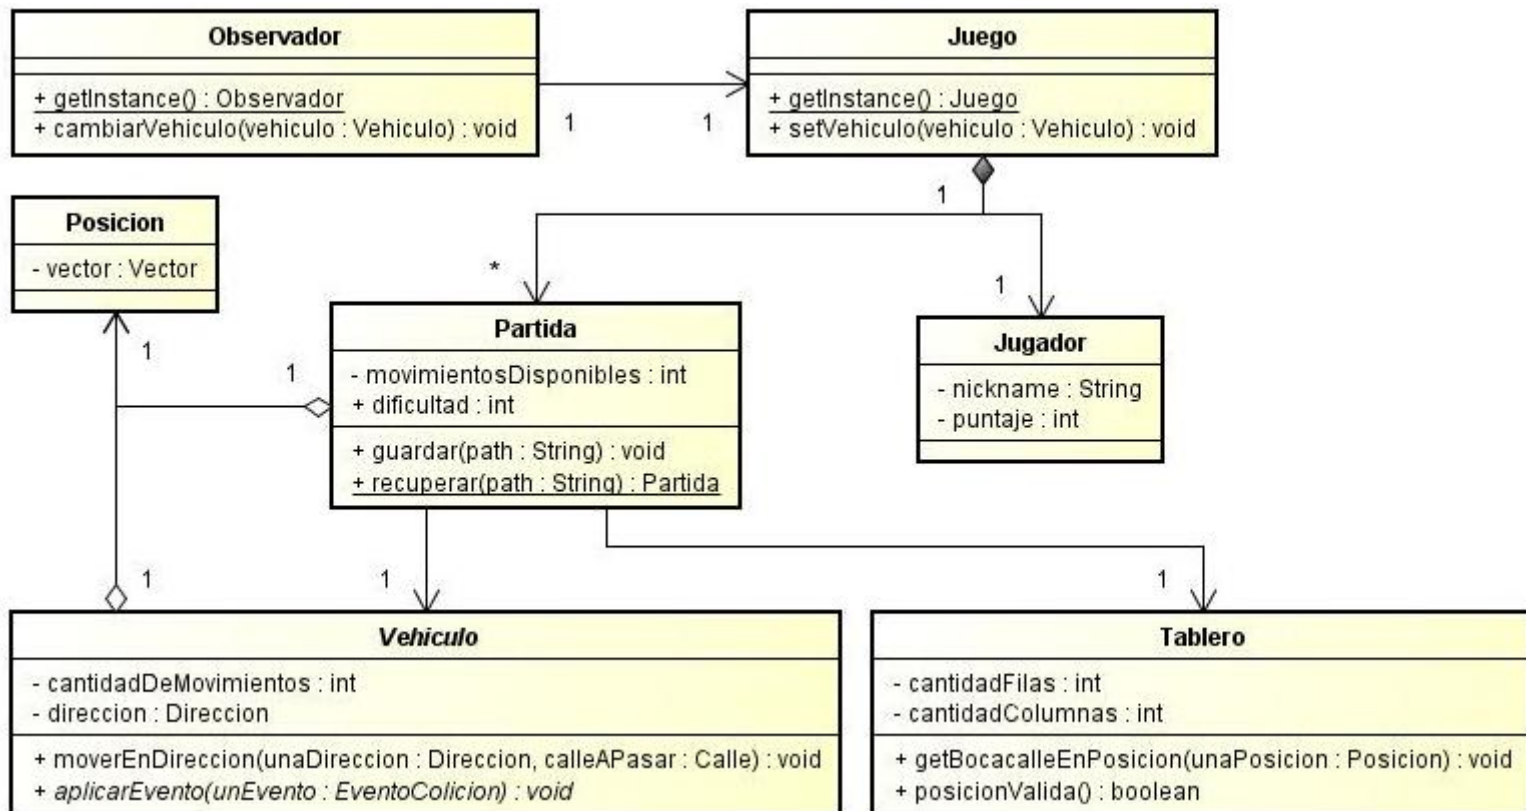 Observador
+ getInstance() : Observador
+ cambiarVehiculo(vehiculo : Vehiculo) : void
1
1
Juego
+ getInstance() : Juego
+ setVehiculo(vehiculo : Vehiculo) : void
1
*
1
Posicion
- vector : Vector
1
1
1
Partida
- movimientosDisponibles : int
+ dificultad : int
+ guardar(path : String) : void
+ recuperar(path : String) : Partida
Jugador
- nickname : String
- puntaje : int
1
1
Vehiculo
- cantidadDeMovimientos : int
- direccion : Direccion
+ moverEnDireccion(unaDireccion : Direccion, calleAPasar : Calle) : void
+ aplicarEvento(unEvento : EventoColicion) : void
Tablero
- cantidadFilas : int
- cantidadColumnas : int
+ getBocacalleEnPosicion(unaPosicion : Posicion) : void
+ posicionValida() : boolean